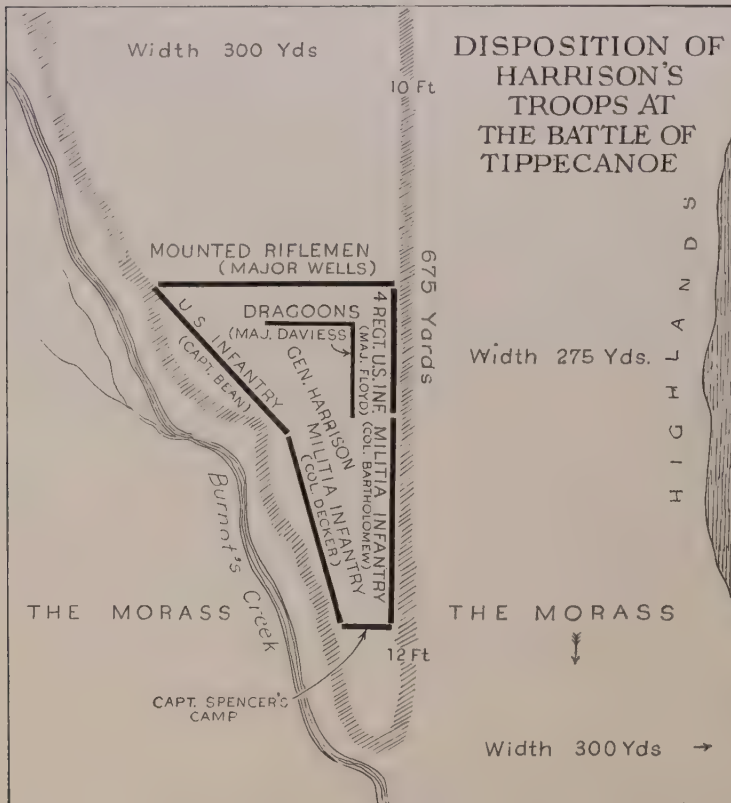 Width 300 Yds
DISPOSITION OF
HARRISON'S
TROOPS AT
THE BATTLE OF
TIPPECANOE
10 Ft
HIGHLANDS
MOUNTED RIFLEMEN
(MAJOR WELLS)
675 Yards
U.S. INFANTRY
(CAPT. BEAN)
DRAGOONS
(MAJ. DAVIESS)
4 REGT. U.S. INF.
(MAJ. FLOYD)
Width 275 Yds.
GEN. HARRISON
MILITIA INFANTRY
(COL. DECKER)
MILITIA INFANTRY
(COL. BARTHOLOMEW)
Burnot's Creek
THE MORASS
THE MORASS
12 Ft
CAPT. SPENCER'S
CAMP
Width 300 Yds